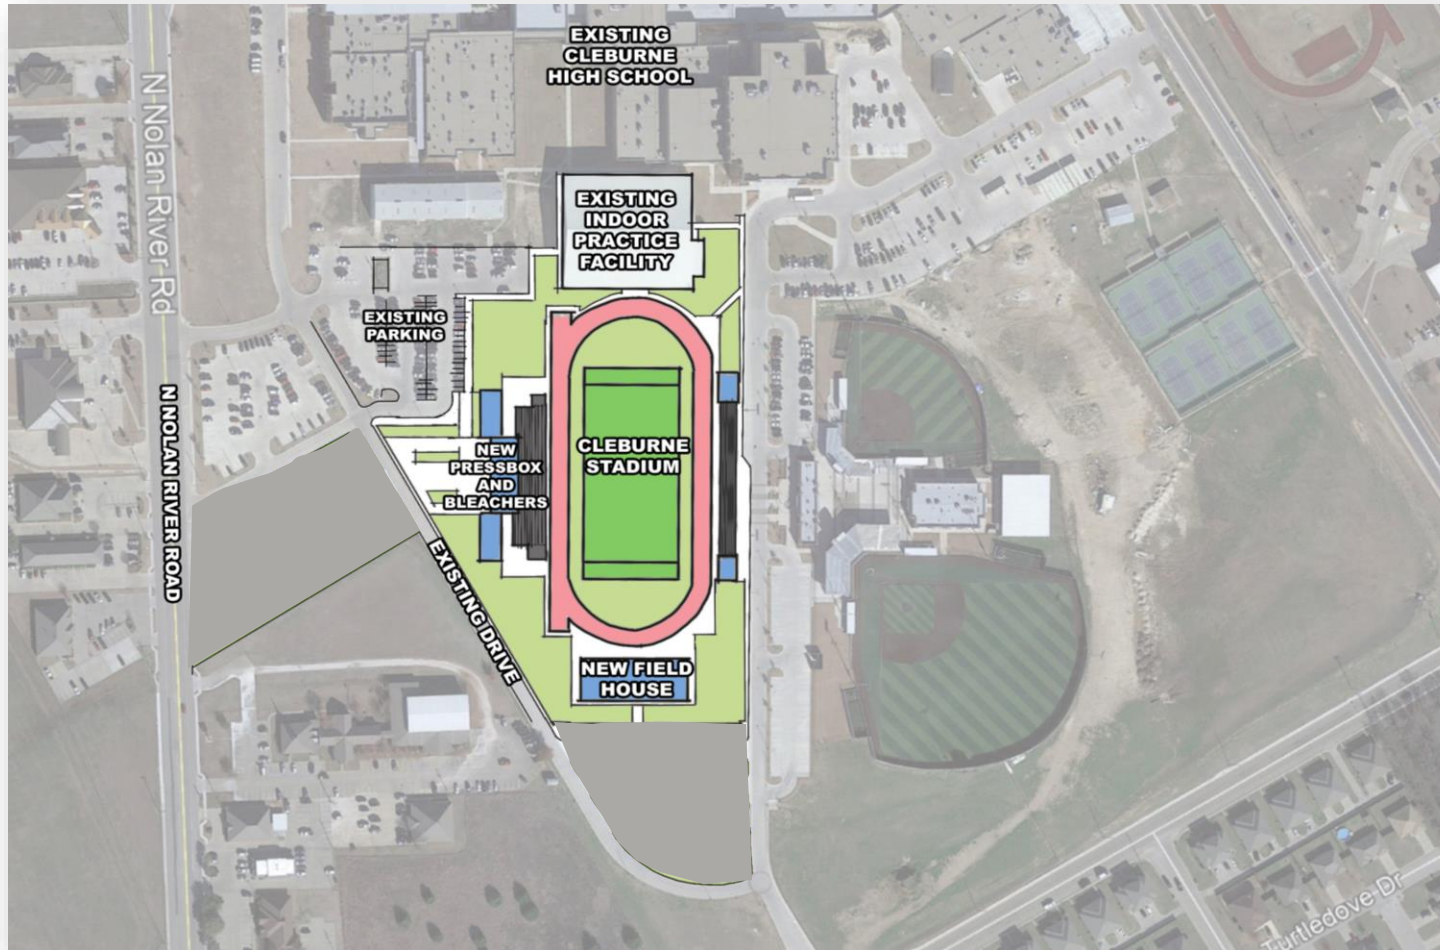 EXISTING
CLEBURNE
HIGH SCHOOL
N Nolan River Rd
EXISTING
INDOOR
PRACTICE
FACILITY
EXISTING
PARKING
N NOLAN RIVER ROAD
NEW
PRESSBOX
AND
BLEACHERS
CLEBURNE
STADIUM
EXISTING DRIVE
NEW FIELD
HOUSE
Turtledove Dr